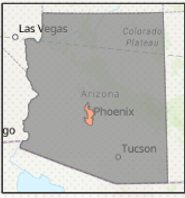 Las Vegas
Colorado
Plateau
Arizona
Phoenix
go
Tucson